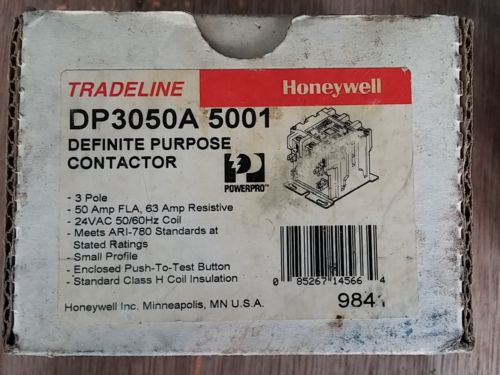 TRADELINE
Honeywell
DP3050A 5001
DEFINITE PURPOSE
CONTACTOR
POWERPRO™
- 3 Pole
- 50 Amp FLA, 63 Amp Resistive
- 24VAC 50/60Hz Coil
- Meets ARI-780 Standards at
Stated Ratings
- Small Profile
- Enclosed Push-To-Test Button
- Standard Class H Coil Insulation
0 85267 14566 4
Honeywell Inc. Minneapolis, MN U.S.A.
9841